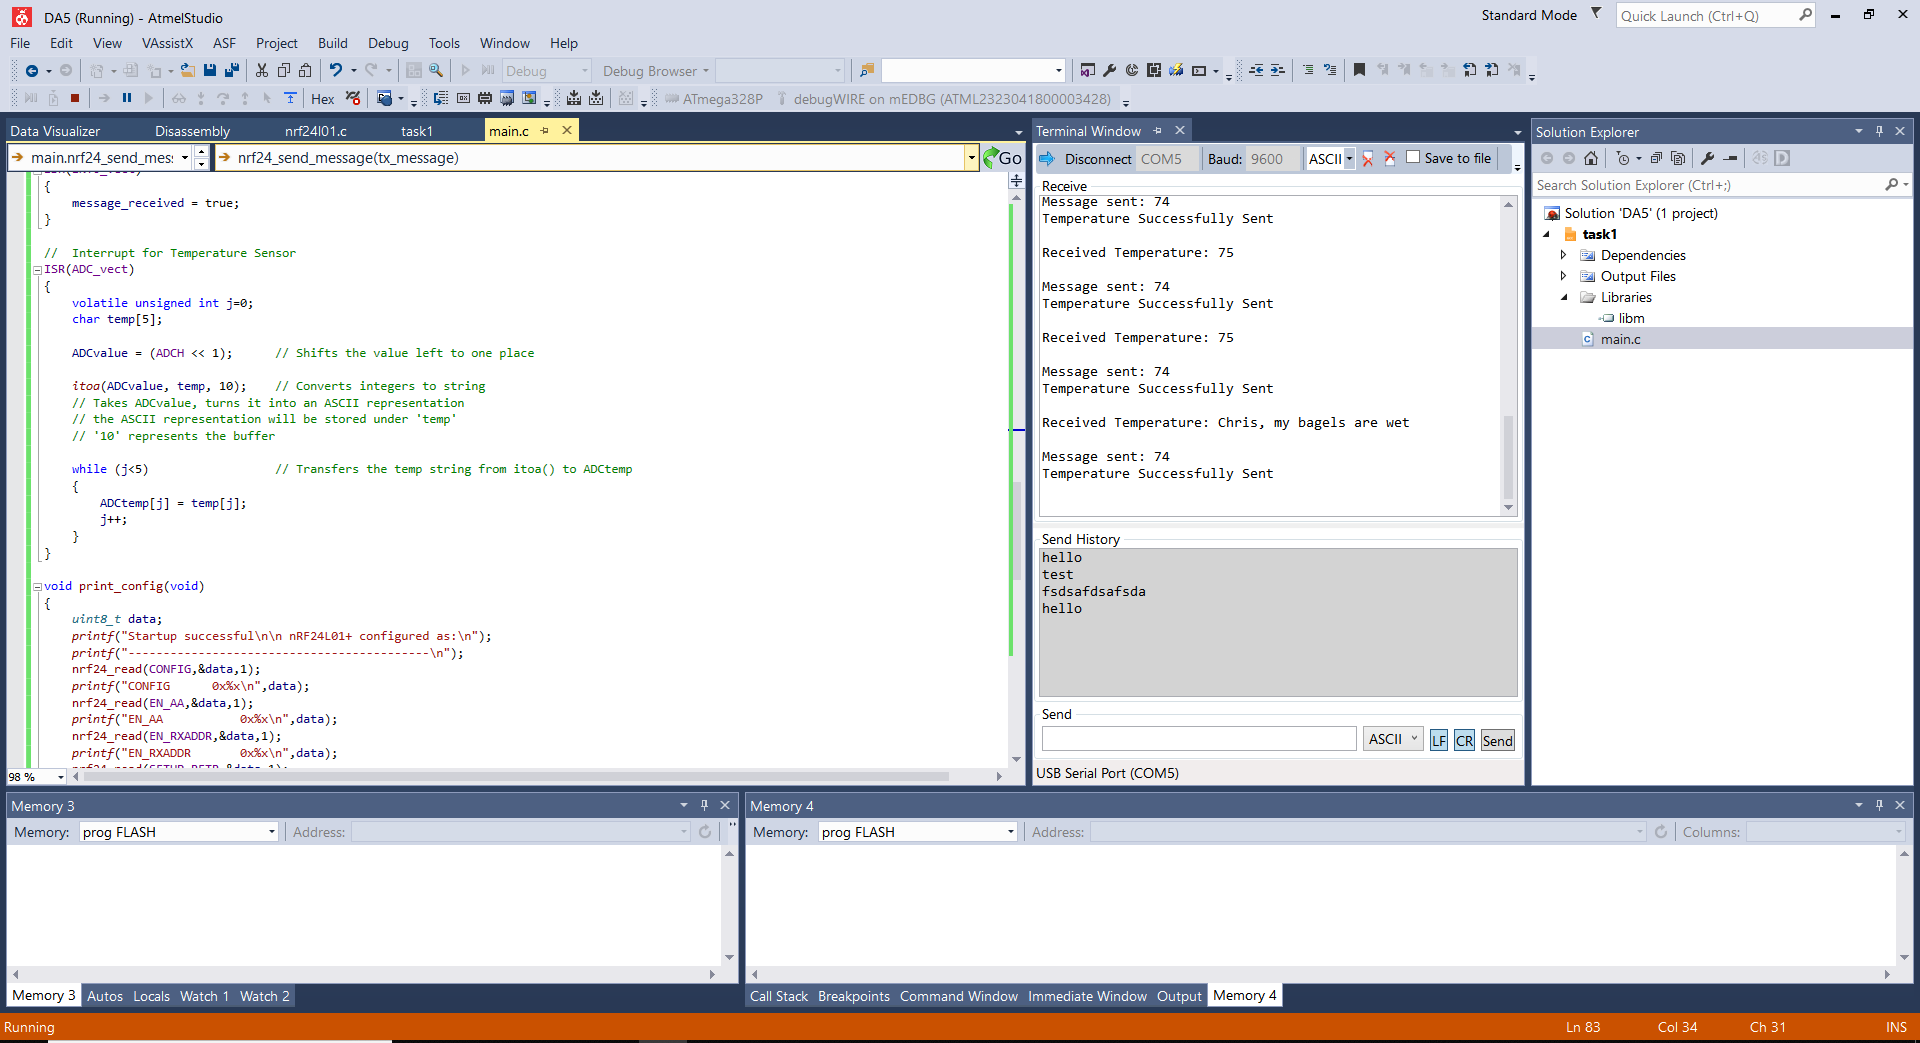 DA5 (Running) - AtmelStudio
Standard Mode
Quick Launch (Ctrl+Q)
File Edit View VAssistX ASF Project Build Debug Tools Window Help
Debug Debug Browser
Hex ATmega328P debugWIRE on mEDBG (ATML2323041800003428)
Data Visualizer Disassembly nrf24l01.c task1 main.c
main.nrf24_send_mes: nrf24_send_message(tx_message) Go
{
message_received = true;
}
// Interrupt for Temperature Sensor
ISR(ADC_vect)
{
volatile unsigned int j=0;
char temp[5];
ADCvalue = (ADCH << 1); // Shifts the value left to one place
itoa(ADCvalue, temp, 10); // Converts integers to string
// Takes ADCvalue, turns it into an ASCII representation
// the ASCII representation will be stored under 'temp'
// '10' represents the buffer
while (j<5) // Transfers the temp string from itoa() to ADCtemp
{
ADCtemp[j] = temp[j];
j++;
}
}
void print_config(void)
{
uint8_t data;
printf("Startup successful\n\n nRF24L01+ configured as:\n");
printf("-------------------------------------------\n");
nrf24_read(CONFIG,&data,1);
printf("CONFIG 0x%x\n",data);
nrf24_read(EN_AA,&data,1);
printf("EN_AA 0x%x\n",data);
nrf24_read(EN_RXADDR,&data,1);
printf("EN_RXADDR 0x%x\n",data);
nrf24_read(SETUP_RETR,&data,1);
98 %
Terminal Window
Disconnect COM5 Baud: 9600 ASCII Save to file
Receive
Message sent: 74
Temperature Successfully Sent
Received Temperature: 75
Message sent: 74
Temperature Successfully Sent
Received Temperature: 75
Message sent: 74
Temperature Successfully Sent
Received Temperature: Chris, my bagels are wet
Message sent: 74
Temperature Successfully Sent
Send History
hello
test
fsdsafdsafsda
hello
Send
ASCII LF CR Send
USB Serial Port (COM5)
Solution Explorer
Search Solution Explorer (Ctrl+;)
Solution 'DA5' (1 project)
task1
Dependencies
Output Files
Libraries
libm
main.c
Memory 3
Memory: prog FLASH Address:
Memory 3 Autos Locals Watch 1 Watch 2
Memory 4
Memory: prog FLASH Address: Columns:
Call Stack Breakpoints Command Window Immediate Window Output Memory 4
Running Ln 83 Col 34 Ch 31 INS